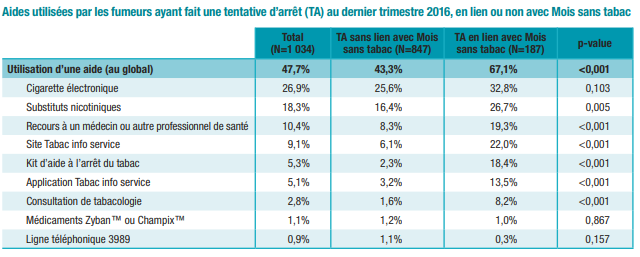 Aides utilisées par les fumeurs ayant fait une tentative d'arrêt (TA) au dernier trimestre 2016, en lien ou non avec Mois sans tabac
Total (N=1 034) TA sans lien avec Mois sans tabac (N=847) TA en lien avec Mois sans tabac (N=187) p-value
Utilisation d'une aide (au global) 47,7% 43,3% 67,1% <0,001
Cigarette électronique 26,9% 25,6% 32,8% 0,103
Substituts nicotiniques 18,3% 16,4% 26,7% 0,005
Recours à un médecin ou autre professionnel de santé 10,4% 8,3% 19,3% <0,001
Site Tabac info service 9,1% 6,1% 22,0% <0,001
Kit d'aide à l'arrêt du tabac 5,3% 2,3% 18,4% <0,001
Application Tabac info service 5,1% 3,2% 13,5% <0,001
Consultation de tabacologie 2,8% 1,6% 8,2% <0,001
Médicaments Zyban™ ou Champix™ 1,1% 1,2% 1,0% 0,867
Ligne téléphonique 3989 0,9% 1,1% 0,3% 0,157